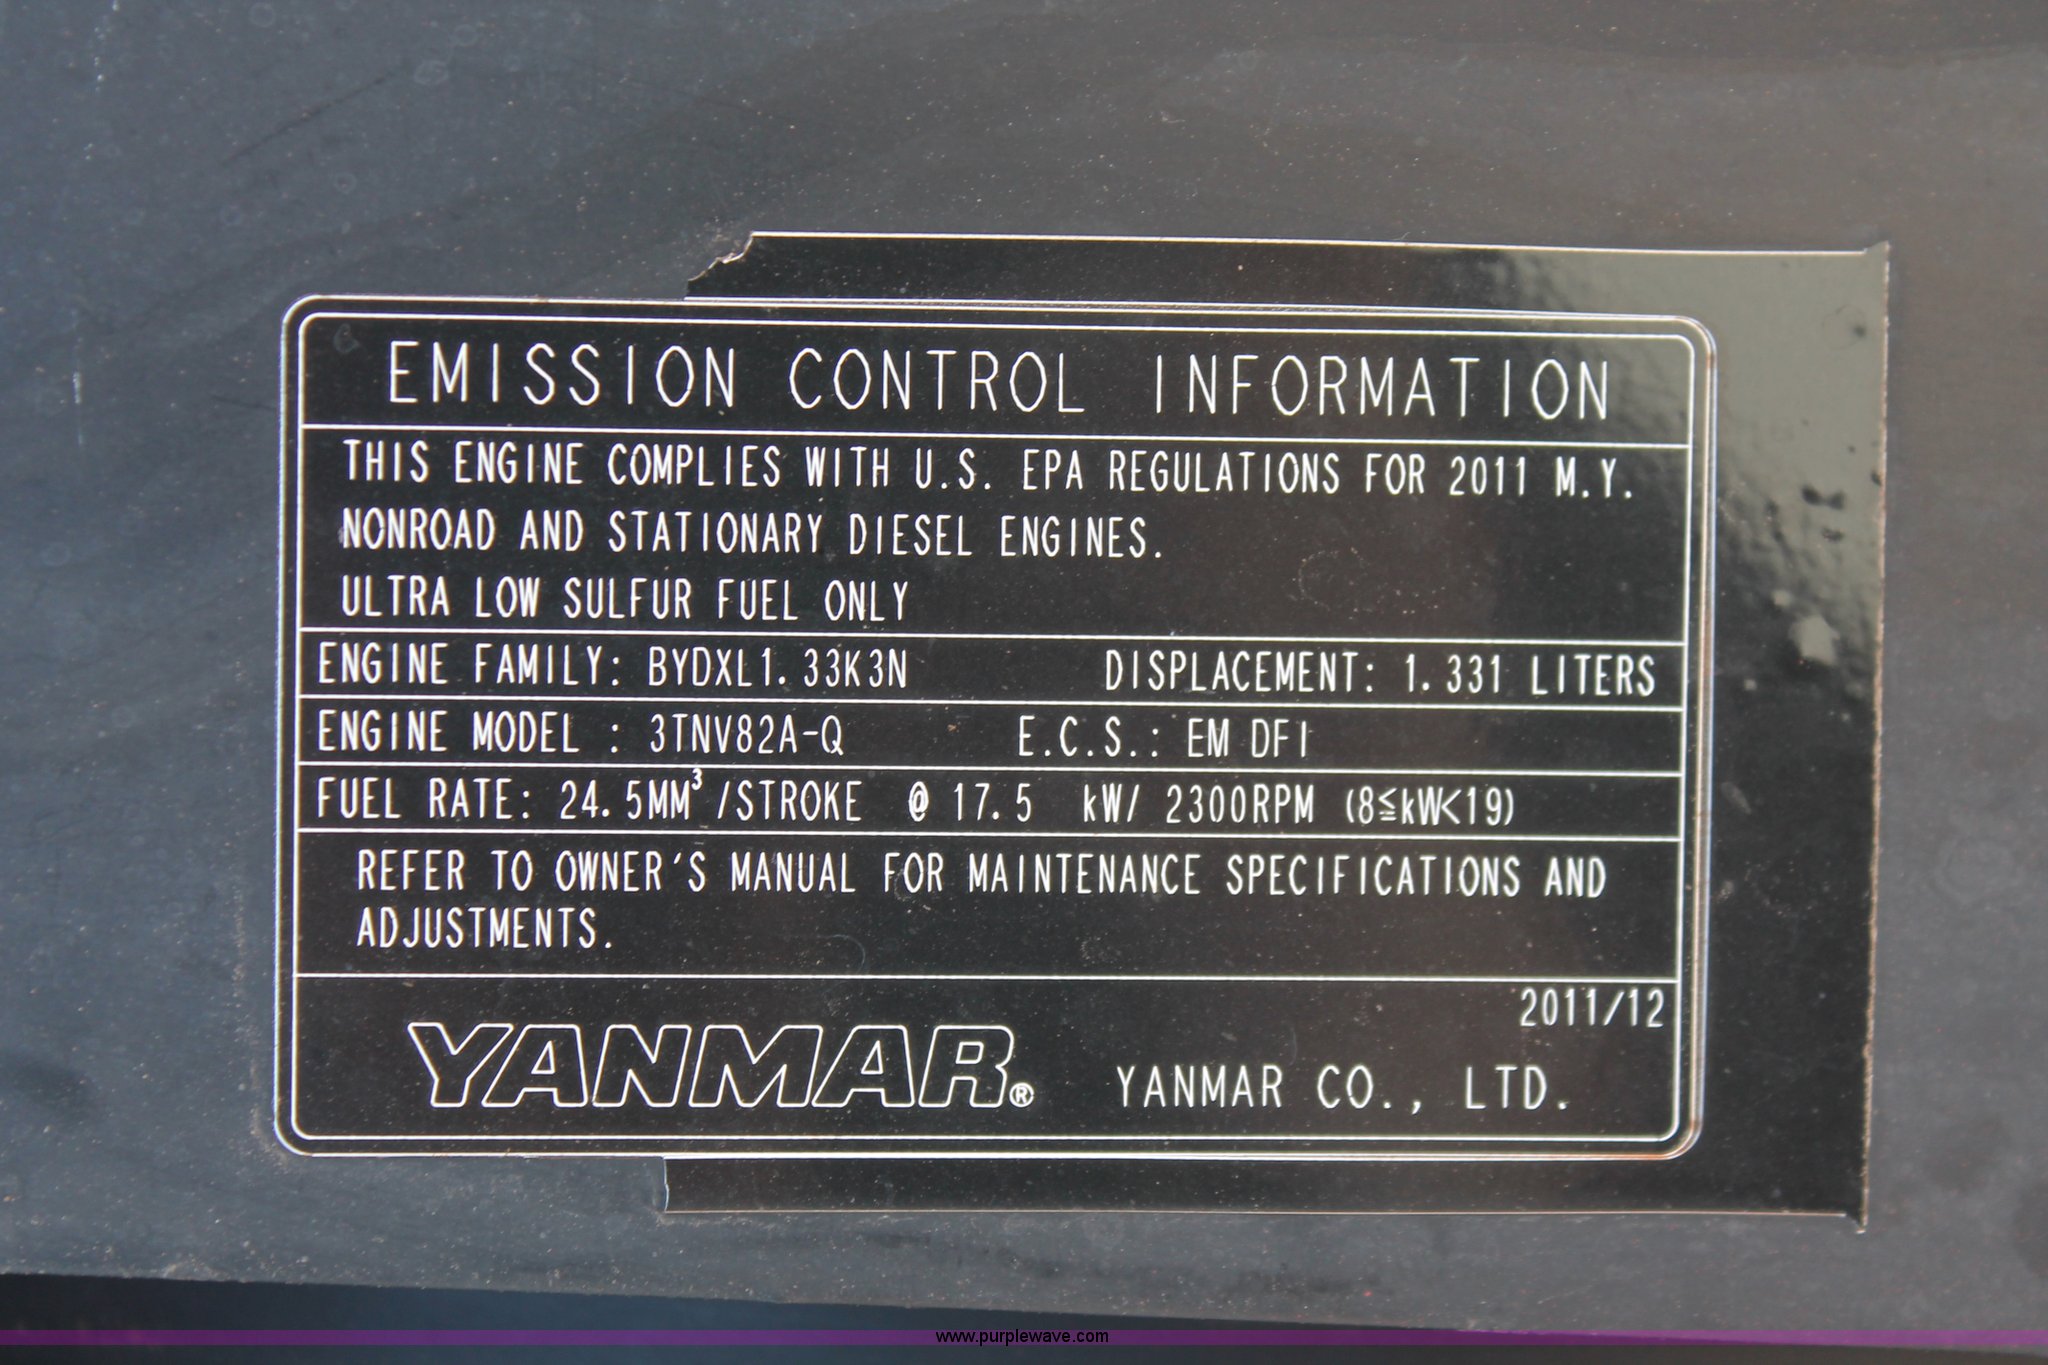 EMISSION CONTROL INFORMATION
THIS ENGINE COMPLIES WITH U.S. EPA REGULATIONS FOR 2011 M.Y.
NONROAD AND STATIONARY DIESEL ENGINES.
ULTRA LOW SULFUR FUEL ONLY
ENGINE FAMILY: BYDXL1.33K3N DISPLACEMENT: 1.331 LITERS
ENGINE MODEL : 3TNV82A-Q E.C.S.: EM DFI
FUEL RATE: 24.5MM³/STROKE @ 17.5 kW/ 2300RPM (8≦kW<19)
REFER TO OWNER'S MANUAL FOR MAINTENANCE SPECIFICATIONS AND
ADJUSTMENTS.
2011/12
YANMAR® YANMAR CO., LTD.
www.purplewave.com